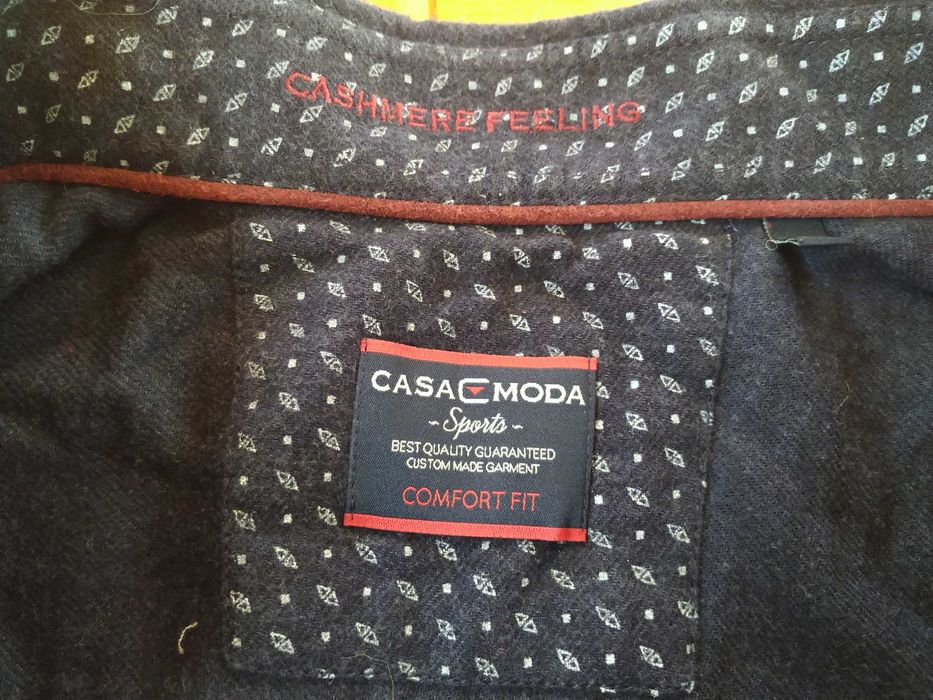 CASHMERE FEELING
CASA MODA
~ Sports ~
BEST QUALITY GUARANTEED
CUSTOM MADE GARMENT
COMFORT FIT